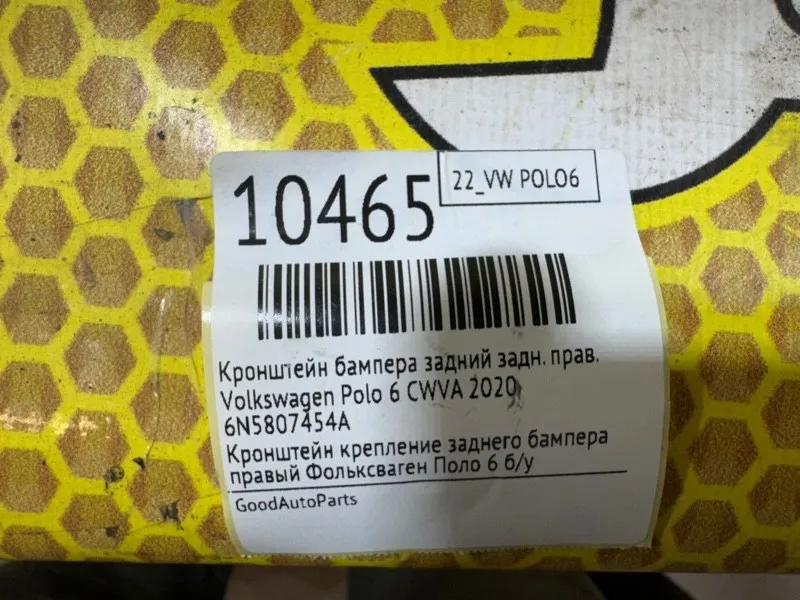 10465
22_VW POLO6
Кронштейн бампера задний задн. прав.
Volkswagen Polo 6 CWVA 2020
6N5807454A
Кронштейн крепление заднего бампера
правый Фольксваген Поло 6 б/у
GoodAutoParts